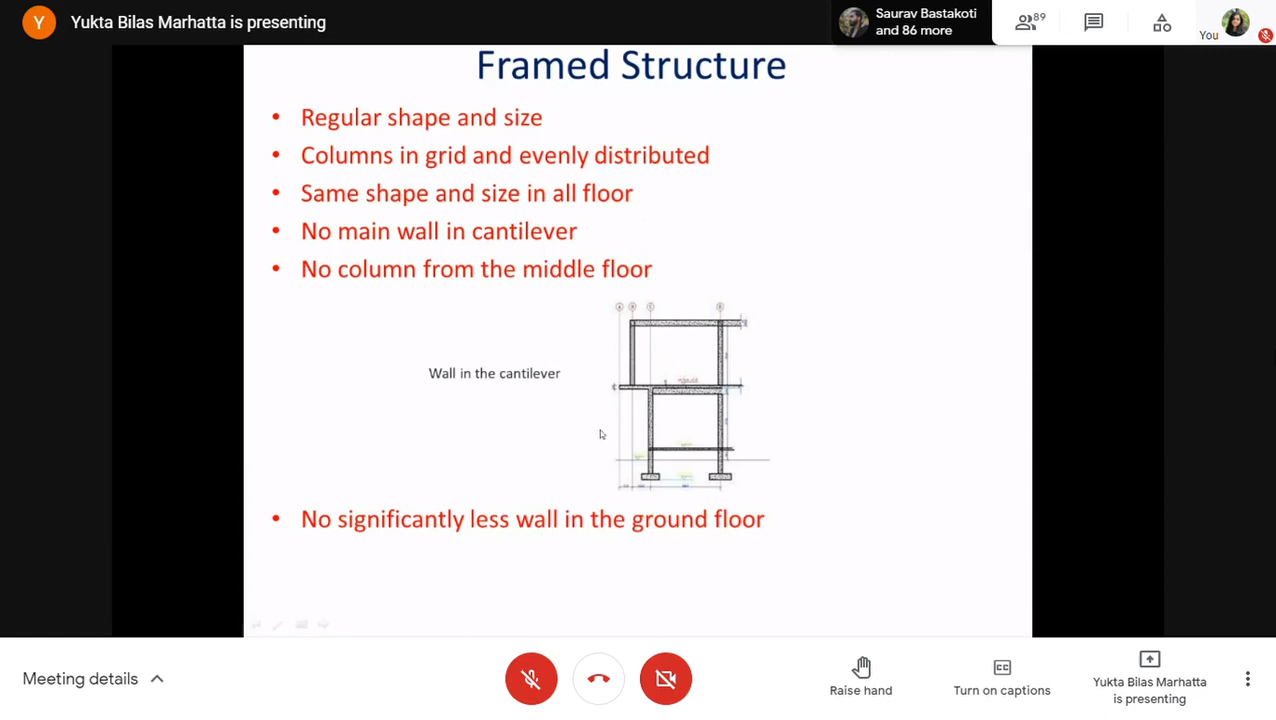 Y
Yukta Bilas Marhatta is presenting
Saurav Bastakoti
and 86 more
89
You
Framed Structure
• Regular shape and size
• Columns in grid and evenly distributed
• Same shape and size in all floor
• No main wall in cantilever
• No column from the middle floor
Wall in the cantilever
• No significantly less wall in the ground floor
Meeting details
Raise hand
CC
Turn on captions
Yukta Bilas Marhatta
is presenting